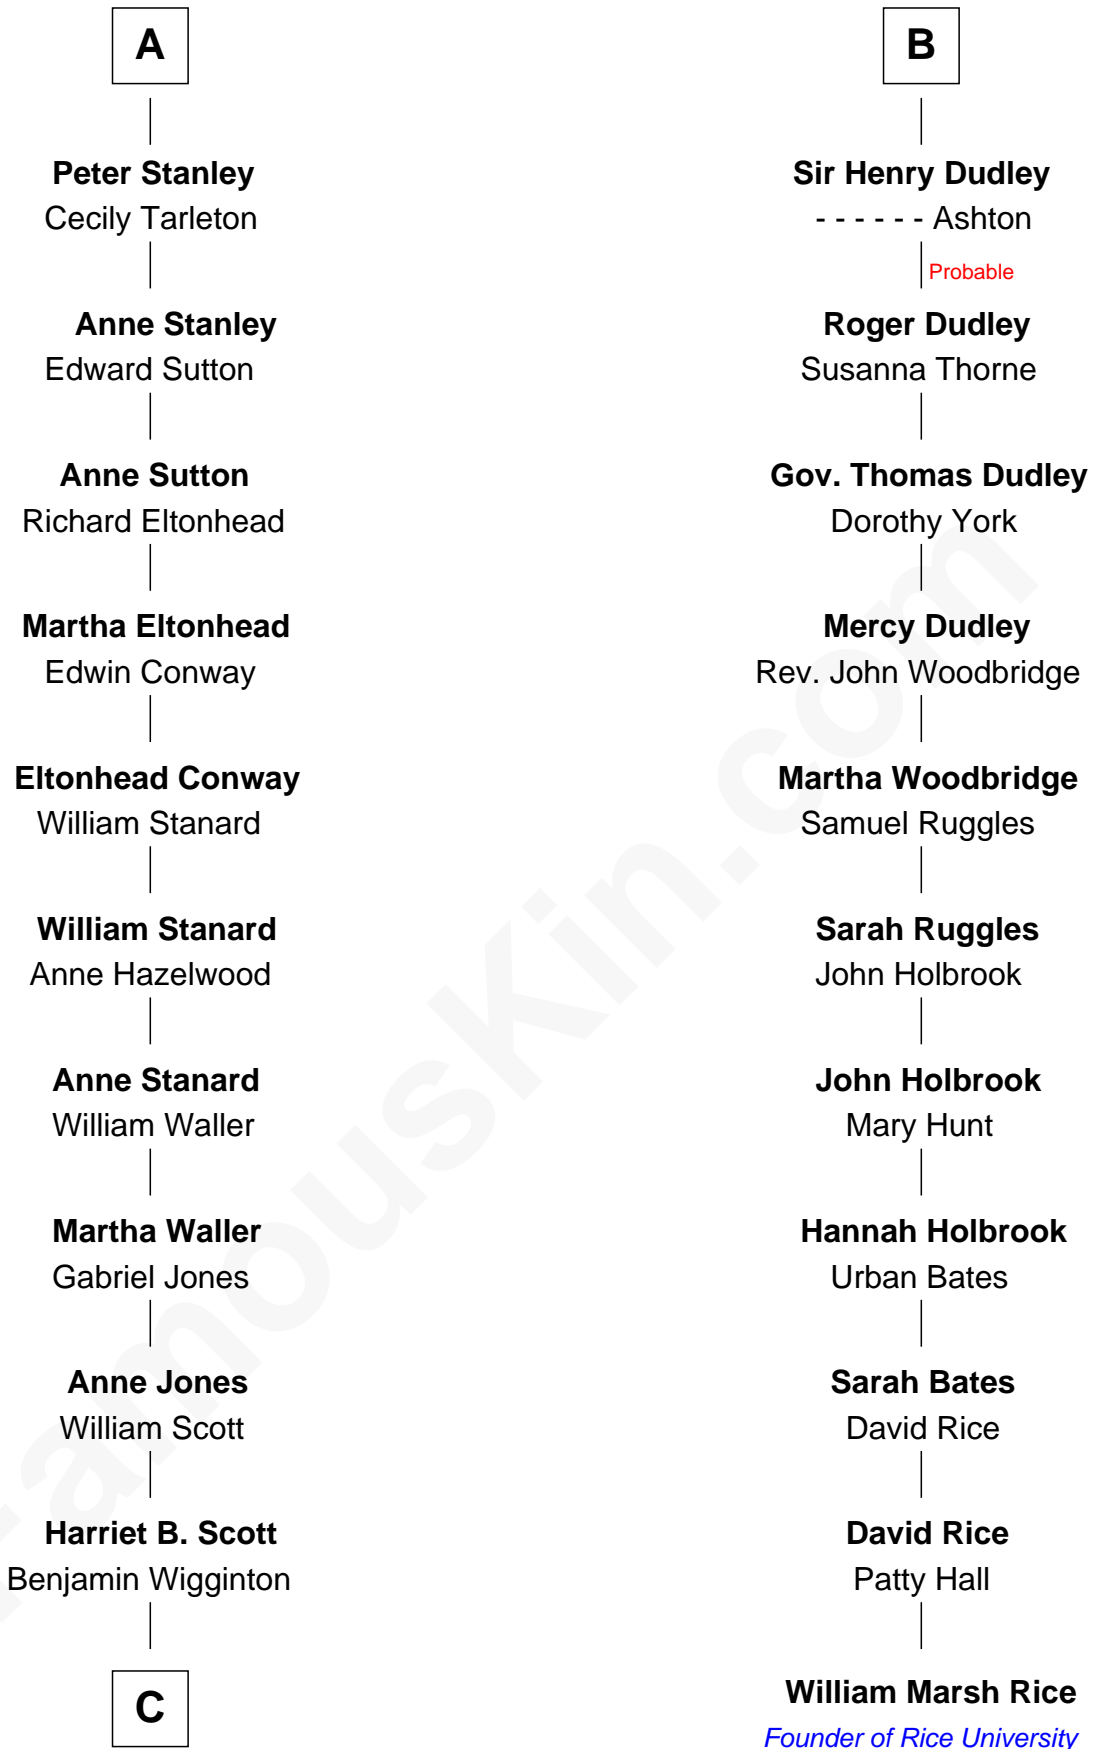 A
Peter Stanley
Cecily Tarleton
Anne Stanley
Edward Sutton
Anne Sutton
Richard Eltonhead
Martha Eltonhead
Edwin Conway
Eltonhead Conway
William Stanard
William Stanard
Anne Hazelwood
Anne Stanard
William Waller
Martha Waller
Gabriel Jones
Anne Jones
William Scott
Harriet B. Scott
Benjamin Wigginton
C
B
Sir Henry Dudley
- - - - - - Ashton
Probable
Roger Dudley
Susanna Thorne
Gov. Thomas Dudley
Dorothy York
Mercy Dudley
Rev. John Woodbridge
Martha Woodbridge
Samuel Ruggles
Sarah Ruggles
John Holbrook
John Holbrook
Mary Hunt
Hannah Holbrook
Urban Bates
Sarah Bates
David Rice
David Rice
Patty Hall
William Marsh Rice
Founder of Rice University
FamousKin.com